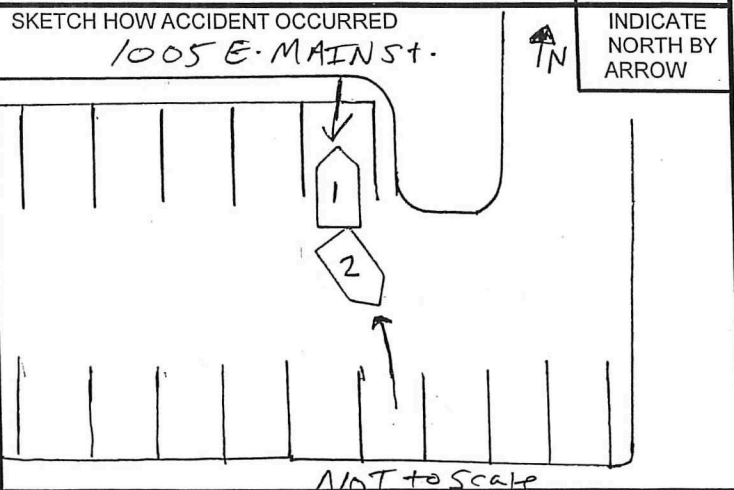 SKETCH HOW ACCIDENT OCCURRED
1005 E. MAIN St.
N
INDICATE
NORTH BY
ARROW
1
2
NOT to Scale